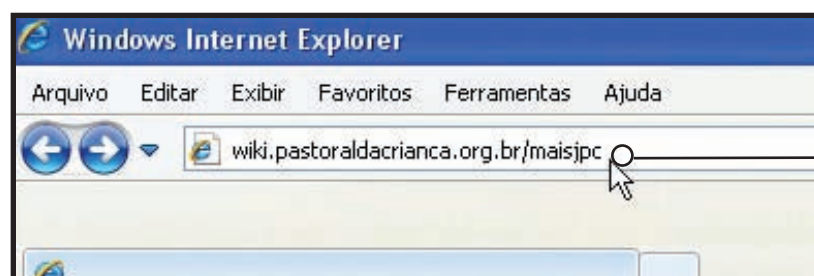 Windows Internet Explorer
Arquivo Editar Exibir Favoritos Ferramentas Ajuda
wiki.pastoraldacrianca.org.br/maisjpc